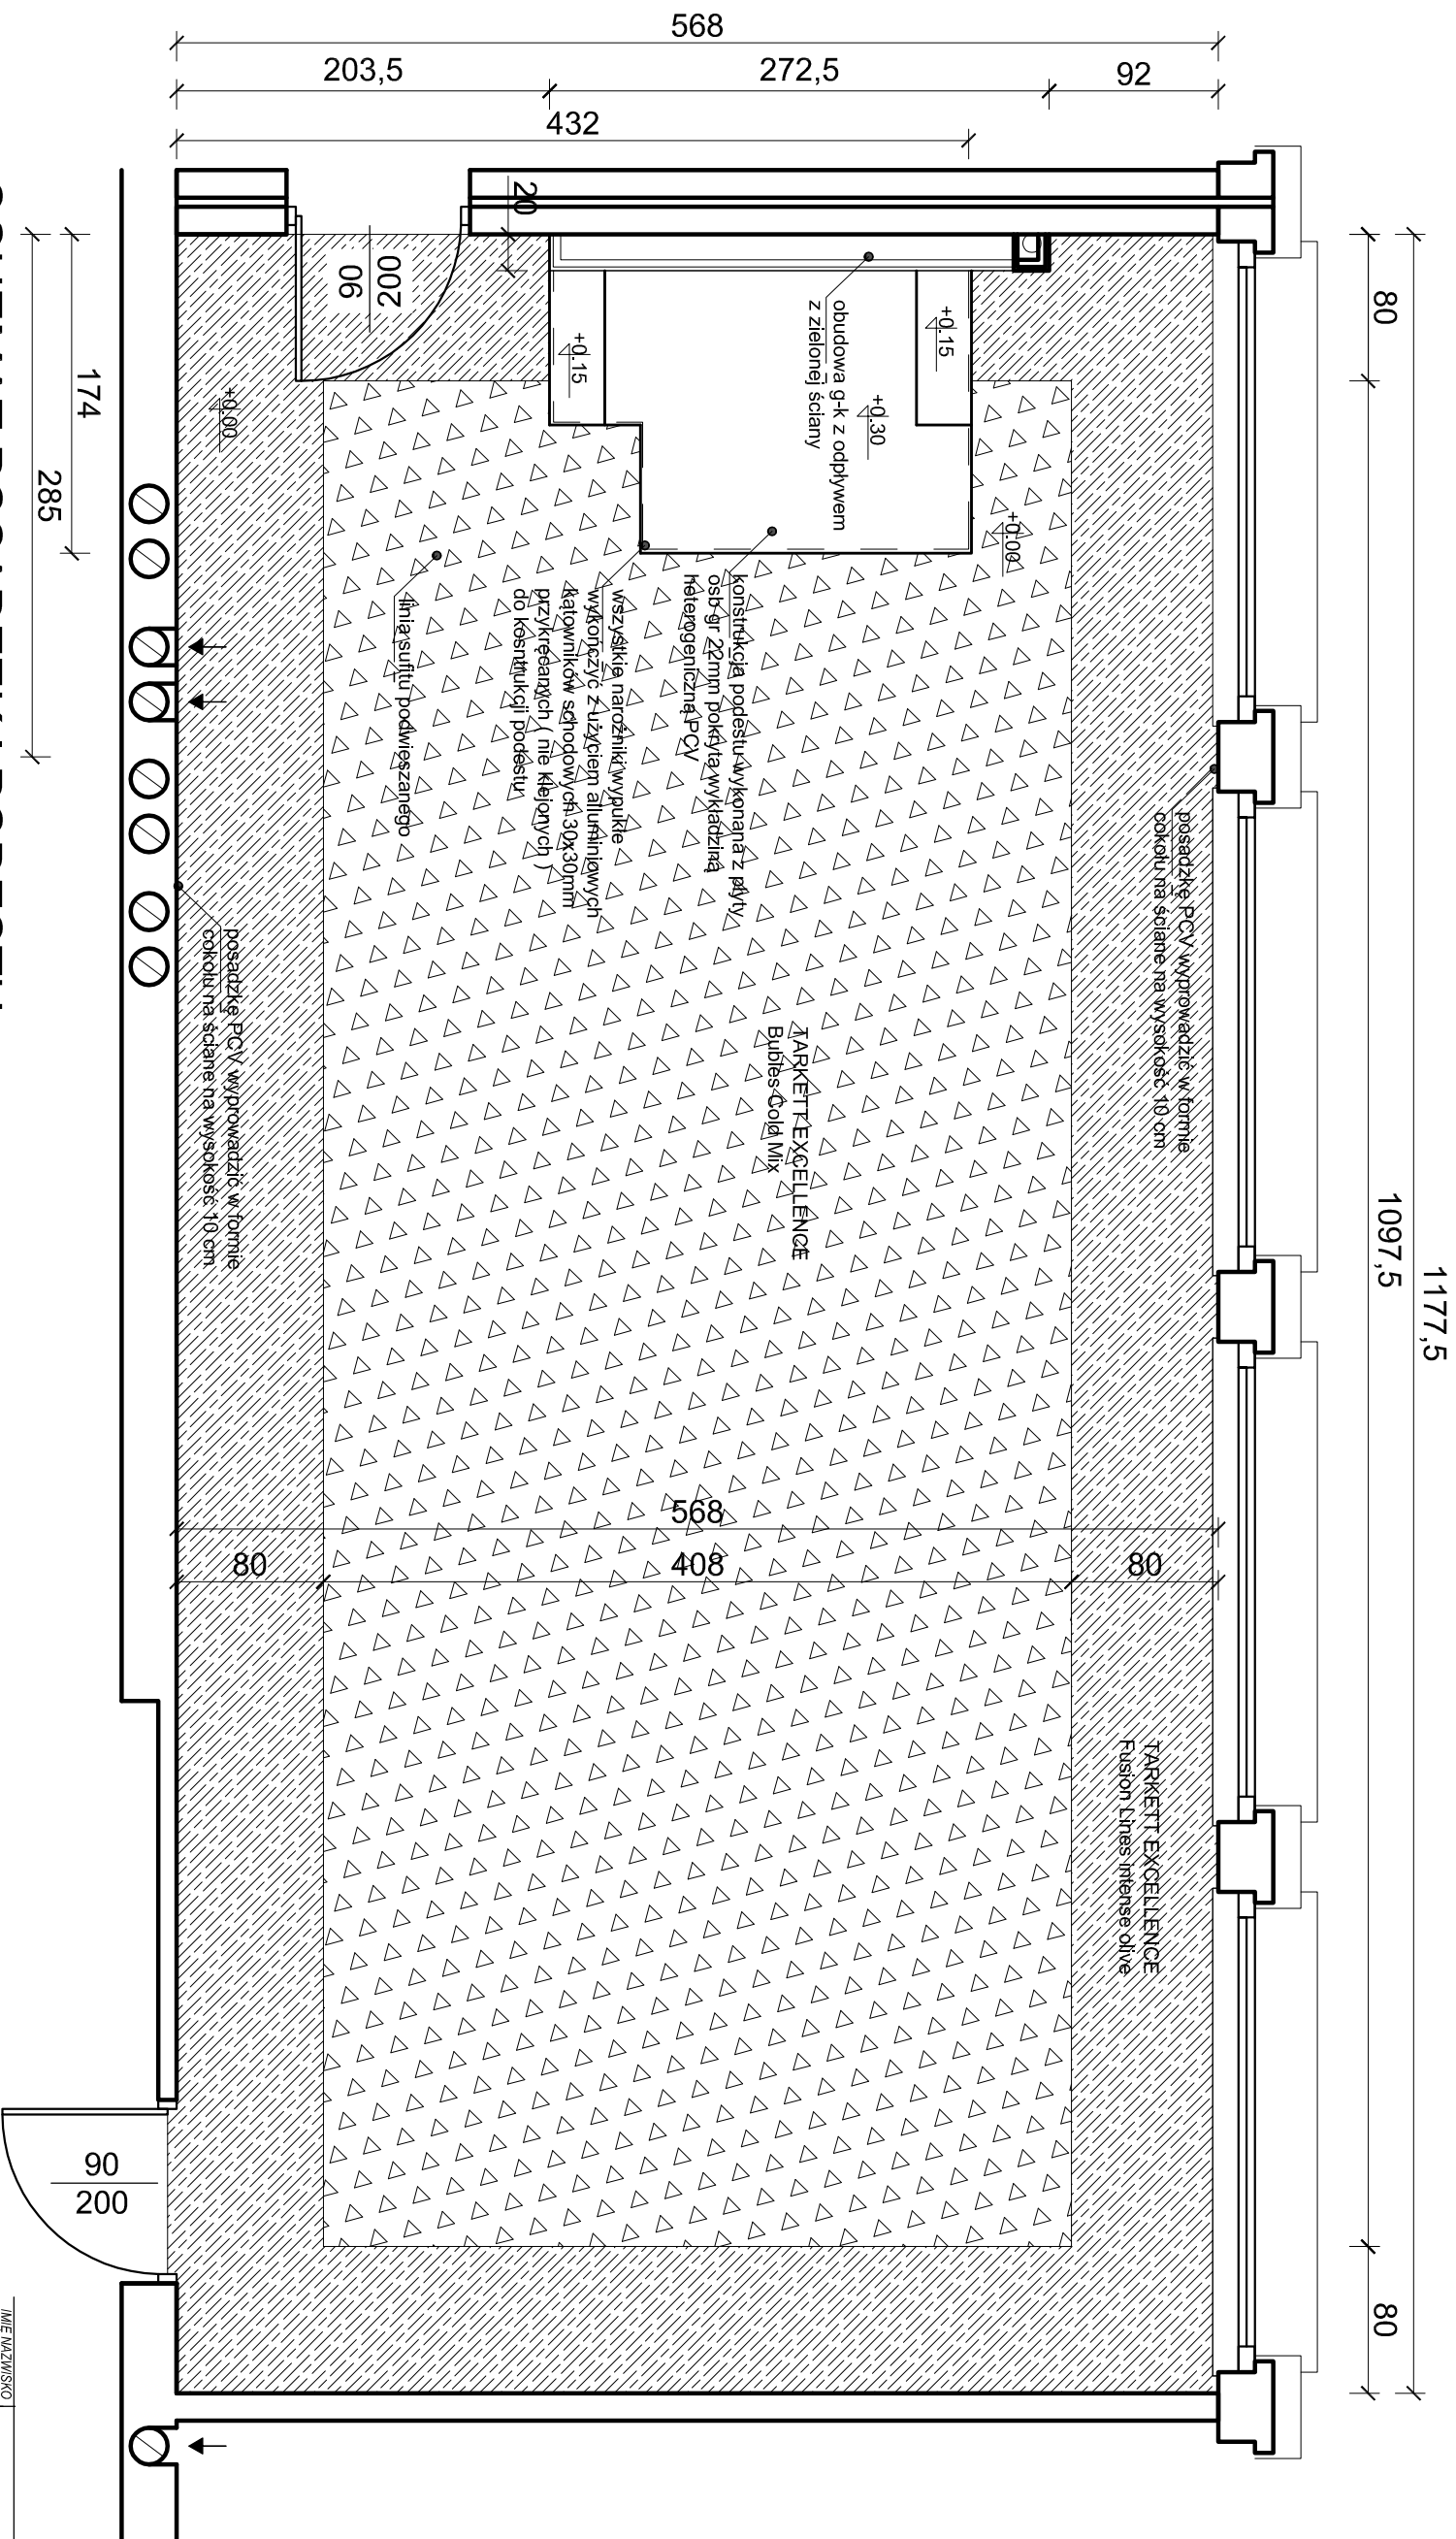 568
203,5
272,5
92
432
20
80
1097,5
1177,5
80
174
285
200
90
+0.15
+0.15
+0.30
+0.00
+0.00
obudowa g-k z odpływem
z zielonej ściany
konstrukcja podestu wykonana z płyty
osb gr 22mm pokryta wykładziną
heterogeniczną PCV
wszystkie narożniki wypukłe
wykończyć z użyciem alluminiowych
kątowników schodowych 30x30mm
przykręcanych ( nie klejonych )
do kosntrukcji podestu
linia sufitu podwieszanego
posadzkę PCV wyprowadzić w formie
cokołu na ściane na wysokość 10 cm
posadzkę PCV wyprowadzić w formie
cokołu na ściane na wysokość 10 cm
TARKETT EXCELLENCE
Bubles Cold Mix
TARKETT EXCELLENCE
Fusion Lines intense olive
568
80
408
80
90
200
IMIE NAZWISKO